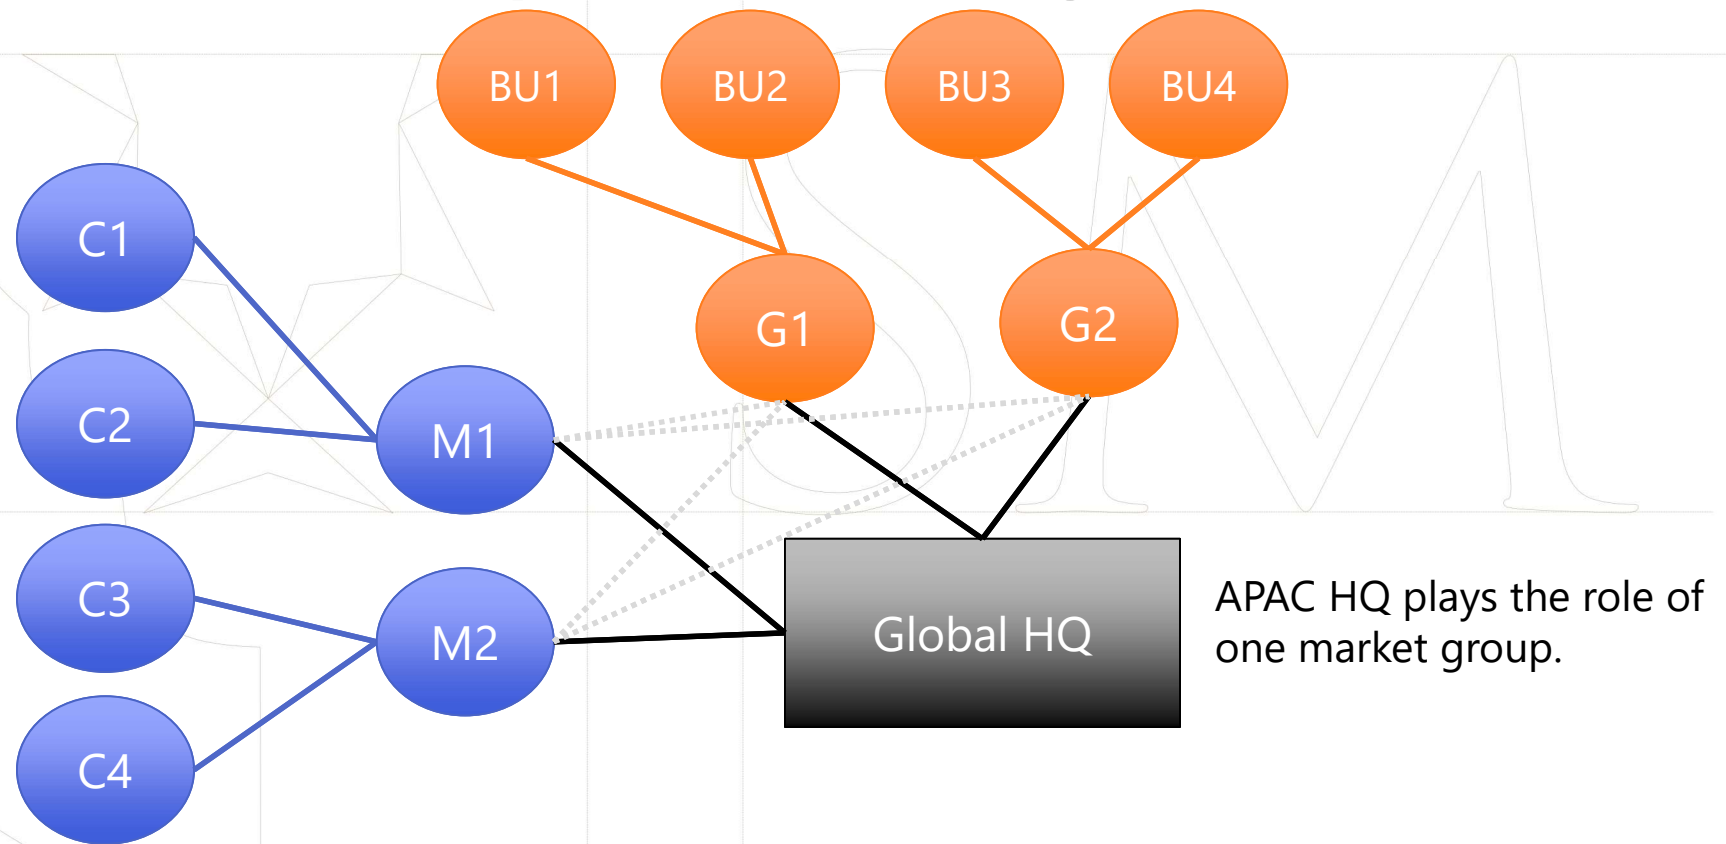 BU1 BU2 BU3 BU4
C1
G1 G2
C2
M1
C3
M2
Global HQ
APAC HQ plays the role of
one market group.
C4